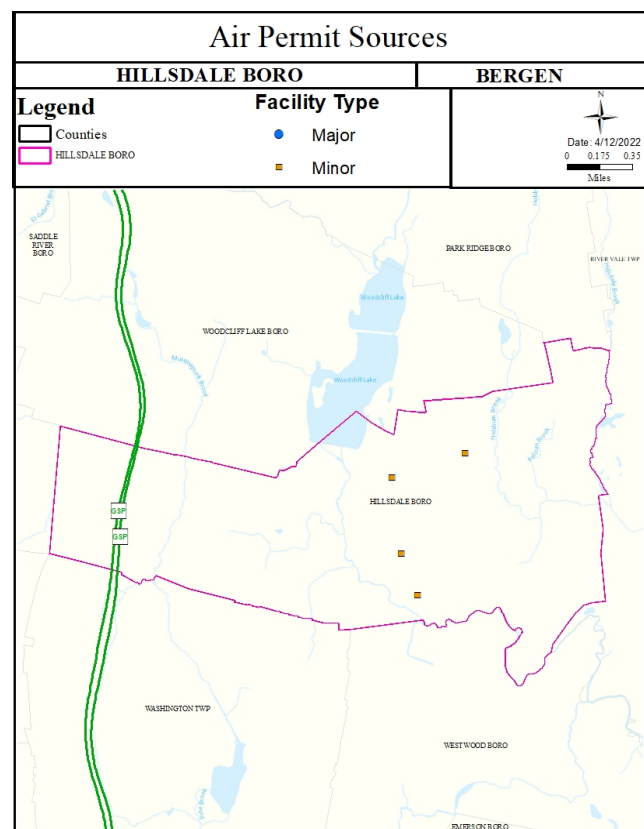 Air Permit Sources
HILLSDALE BORO
BERGEN
Legend
Counties
HILLSDALE BORO
Facility Type
Major
Minor
N
Date: 4/12/2022
0 0.175 0.35
Miles
SADDLE
RIVER
BORO
PARK RIDGE BORO
RIVER VALE TWP
Woodcliff Lake
WOODCLIFF LAKE BORO
Musquapsink Brook
Woodcliff Lake
HILLSDALE BORO
GSP
GSP
WASHINGTON TWP
WESTWOOD BORO
EMERSON BORO